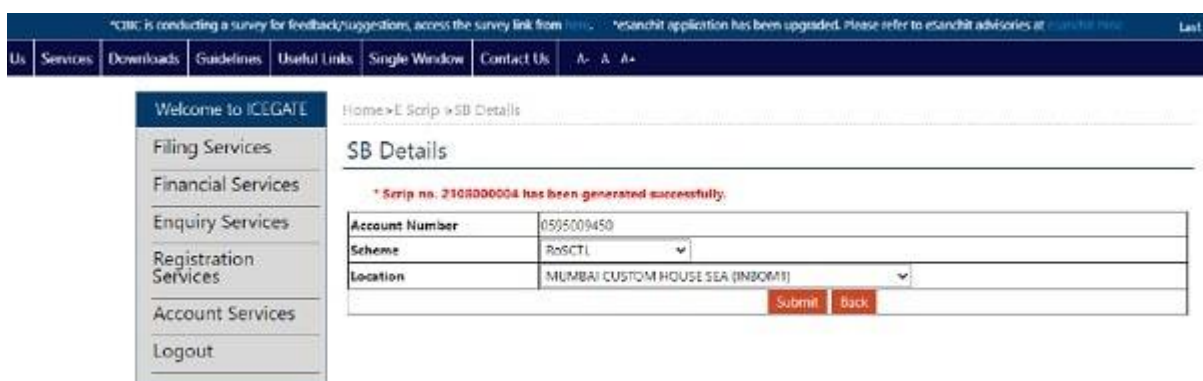 *CBIC is conducting a survey for feedback/suggestions, access the survey link from here. *eSanchit application has been upgraded. Please refer to eSanchit advisories at
Last
Us Services Downloads Guidelines Useful Links Single Window Contact Us A- A A+
Welcome to ICEGATE
Filing Services
Financial Services
Enquiry Services
Registration
Services
Account Services
Logout
Home>E Scrip >SB Details
SB Details
* Scrip no. 2108000004 has been generated successfully.
Account Number 0595009450
Scheme RoSCTL
Location MUMBAI CUSTOM HOUSE SEA (INBOM1)
Submit Back